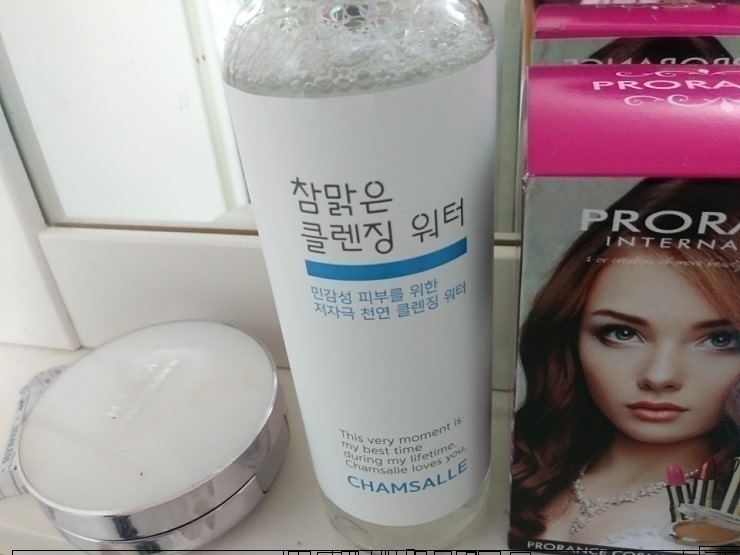 참맑은
클렌징 워터
민감성 피부를 위한
저자극 천연 클렌징 워터
This very moment is
my best time
during my lifetime.
Chamsalle loves you.
CHAMSALLE
PRORA
PRORA
INTERNA
PRORANCE COS